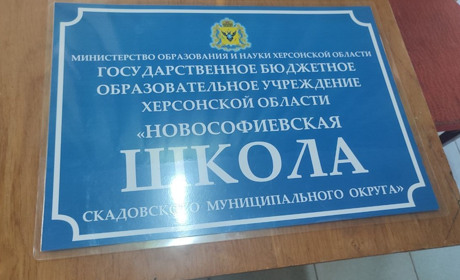 МИНИСТЕРСТВО ОБРАЗОВАНИЯ И НАУКИ ХЕРСОНСКОЙ ОБЛАСТИ
ГОСУДАРСТВЕННОЕ БЮДЖЕТНОЕ
ОБРАЗОВАТЕЛЬНОЕ УЧРЕЖДЕНИЕ
ХЕРСОНСКОЙ ОБЛАСТИ
«НОВОСОФИЕВСКАЯ
ШКОЛА
СКАДОВСКОГО МУНИЦИПАЛЬНОГО ОКРУГА»